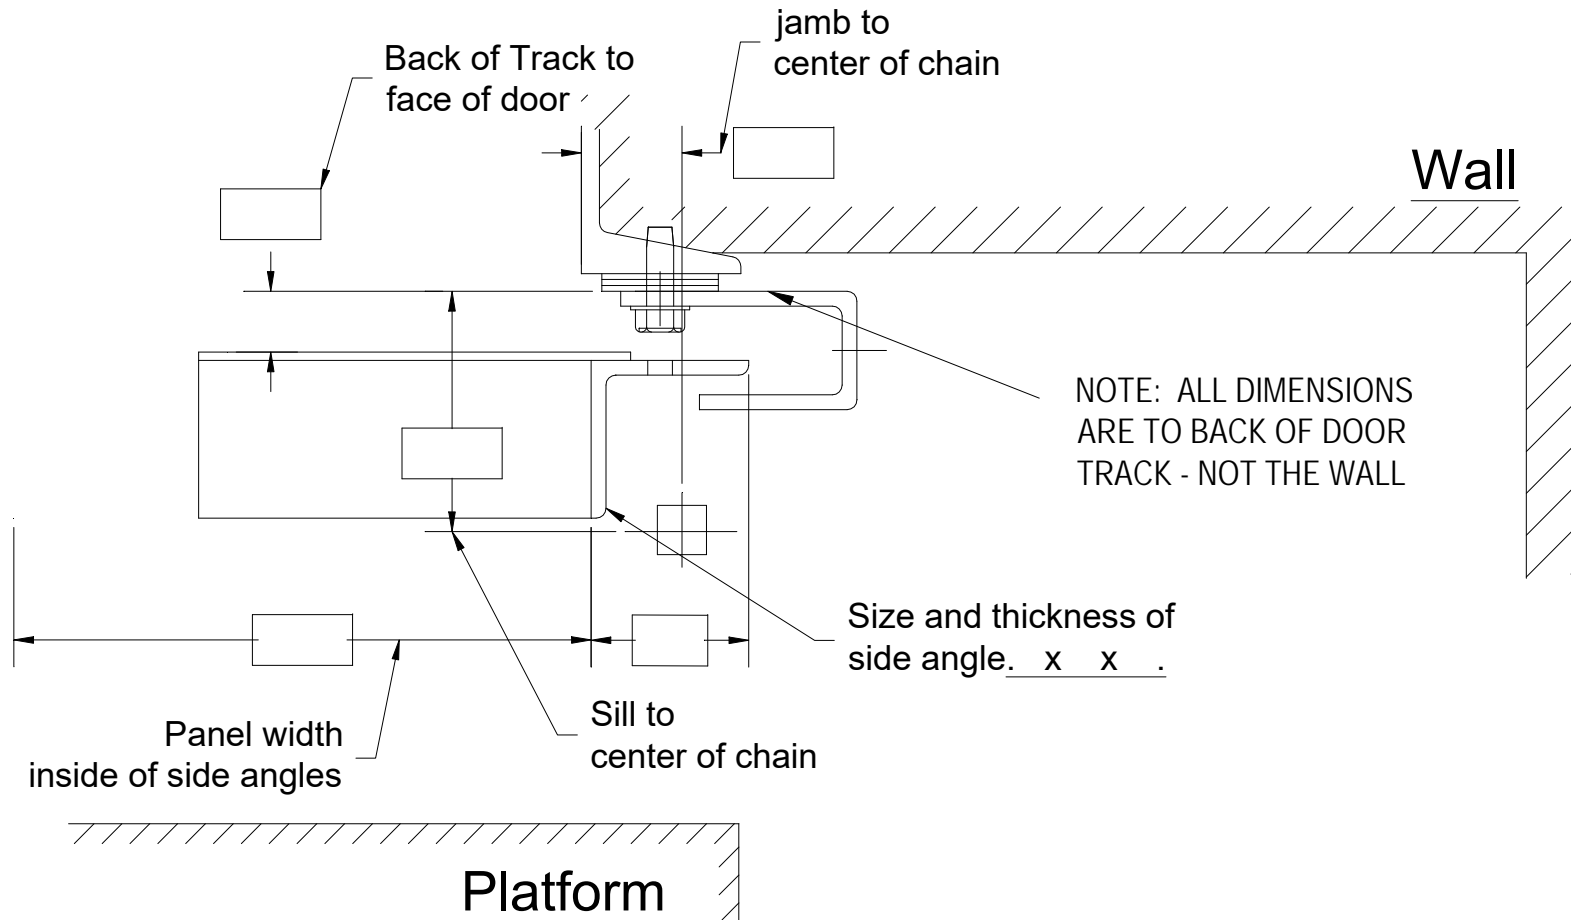 jamb to
center of chain
Back of Track to
face of door
Wall
NOTE: ALL DIMENSIONS
ARE TO BACK OF DOOR
TRACK - NOT THE WALL
Size and thickness of
side angle. x x .
Sill to
center of chain
Panel width
inside of side angles
Platform